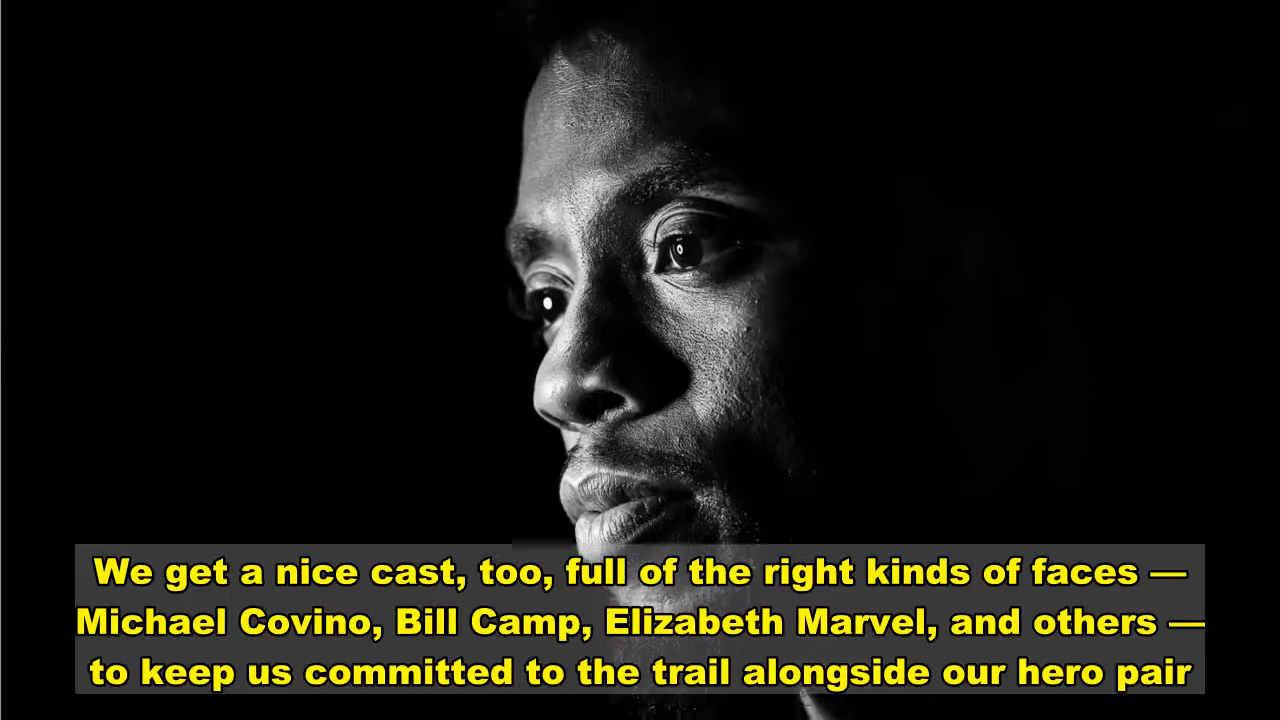 We get a nice cast, too, full of the right kinds of faces —
Michael Covino, Bill Camp, Elizabeth Marvel, and others —
to keep us committed to the trail alongside our hero pair